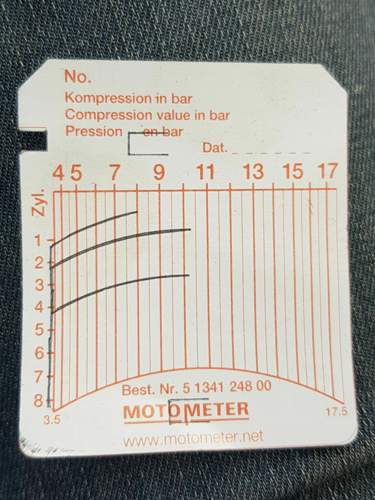 No.
Kompression in bar
Compression value in bar
Pression en bar
Dat.
4 5 7 9 11 13 15 17
Zyl.
1
2
3
4
5
6
7
8
3.5 17.5
Best. Nr. 5 1341 248 00
MOTOMETER
www.motometer.net